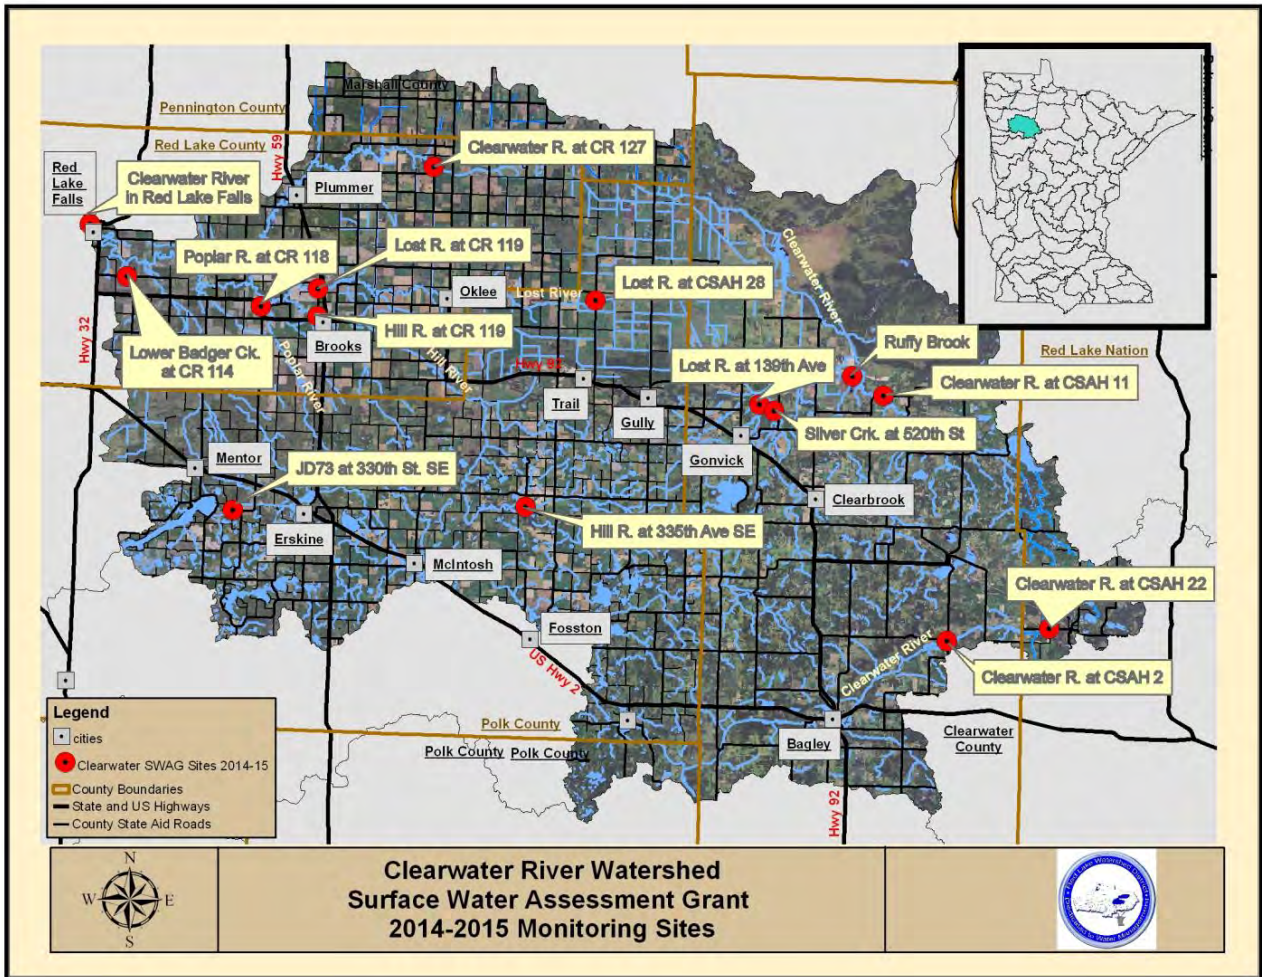 Marshall County
Pennington County
Red Lake County
Hwy 59
Clearwater R. at CR 127
Red
Lake
Falls
Clearwater River
in Red Lake Falls
Plummer
Poplar R. at CR 118
Lost R. at CR 119
Oklee
Lost River
Lost R. at CSAH 28
Clearwater River
Hwy 32
Lower Badger Ck.
at CR 114
Hill R. at CR 119
Brooks
Poplar River
Hill River
Hwy 92
Trail
Gully
Lost R. at 139th Ave
Ruffy Brook
Red Lake Nation
Clearwater R. at CSAH 11
Silver Crk. at 520th St
Gonvick
Mentor
JD73 at 330th St. SE
Clearbrook
Erskine
Hill R. at 335th Ave SE
McIntosh
Clearwater R. at CSAH 22
Fosston
US Hwy 2
Clearwater River
Clearwater R. at CSAH 2
Polk County
Polk County
Polk County
Bagley
Clearwater
County
Hwy 92
Legend
cities
Clearwater SWAG Sites 2014-15
County Boundaries
State and US Highways
County State Aid Roads
N
W
E
S
Clearwater River Watershed
Surface Water Assessment Grant
2014-2015 Monitoring Sites
Red Lake Watershed District